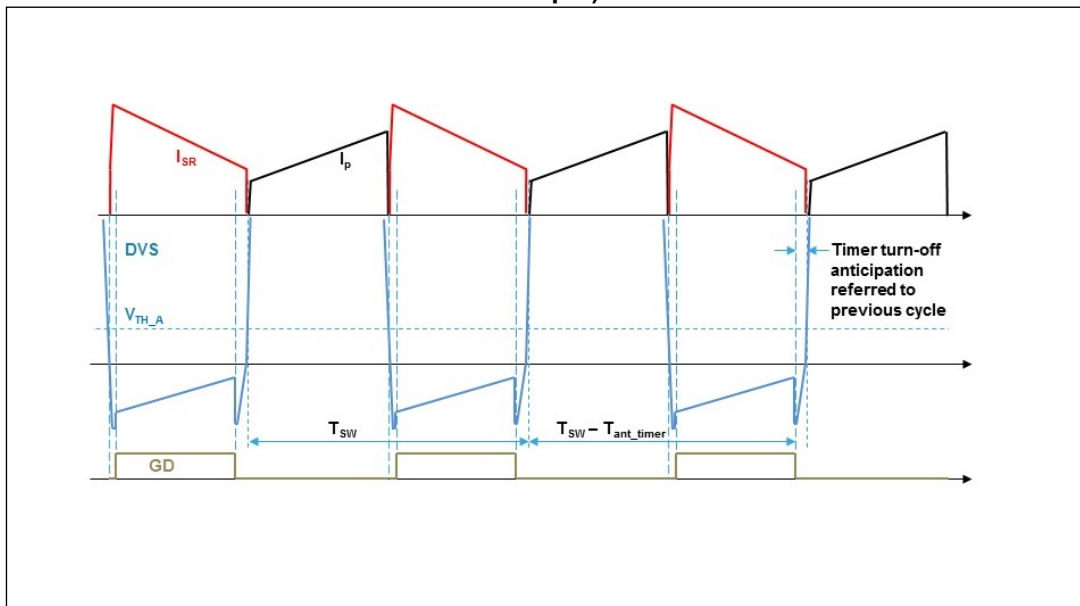 I_SR
I_p
DVS
Timer turn-off
anticipation
referred to
previous cycle
V_TH_A
T_SW
T_SW – T_ant_timer
GD